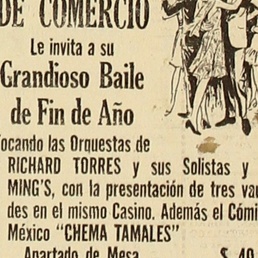 DE COMERCIO
Le invita a su
Grandioso Baile
de Fin de Año
Tocando las Orquestas de
RICHARD TORRES y sus Solistas y
MING'S, con la presentación de tres va
des en el mismo Casino. Además el Cómi
México "CHEMA TAMALES"
Apartado de Mesa $ 40